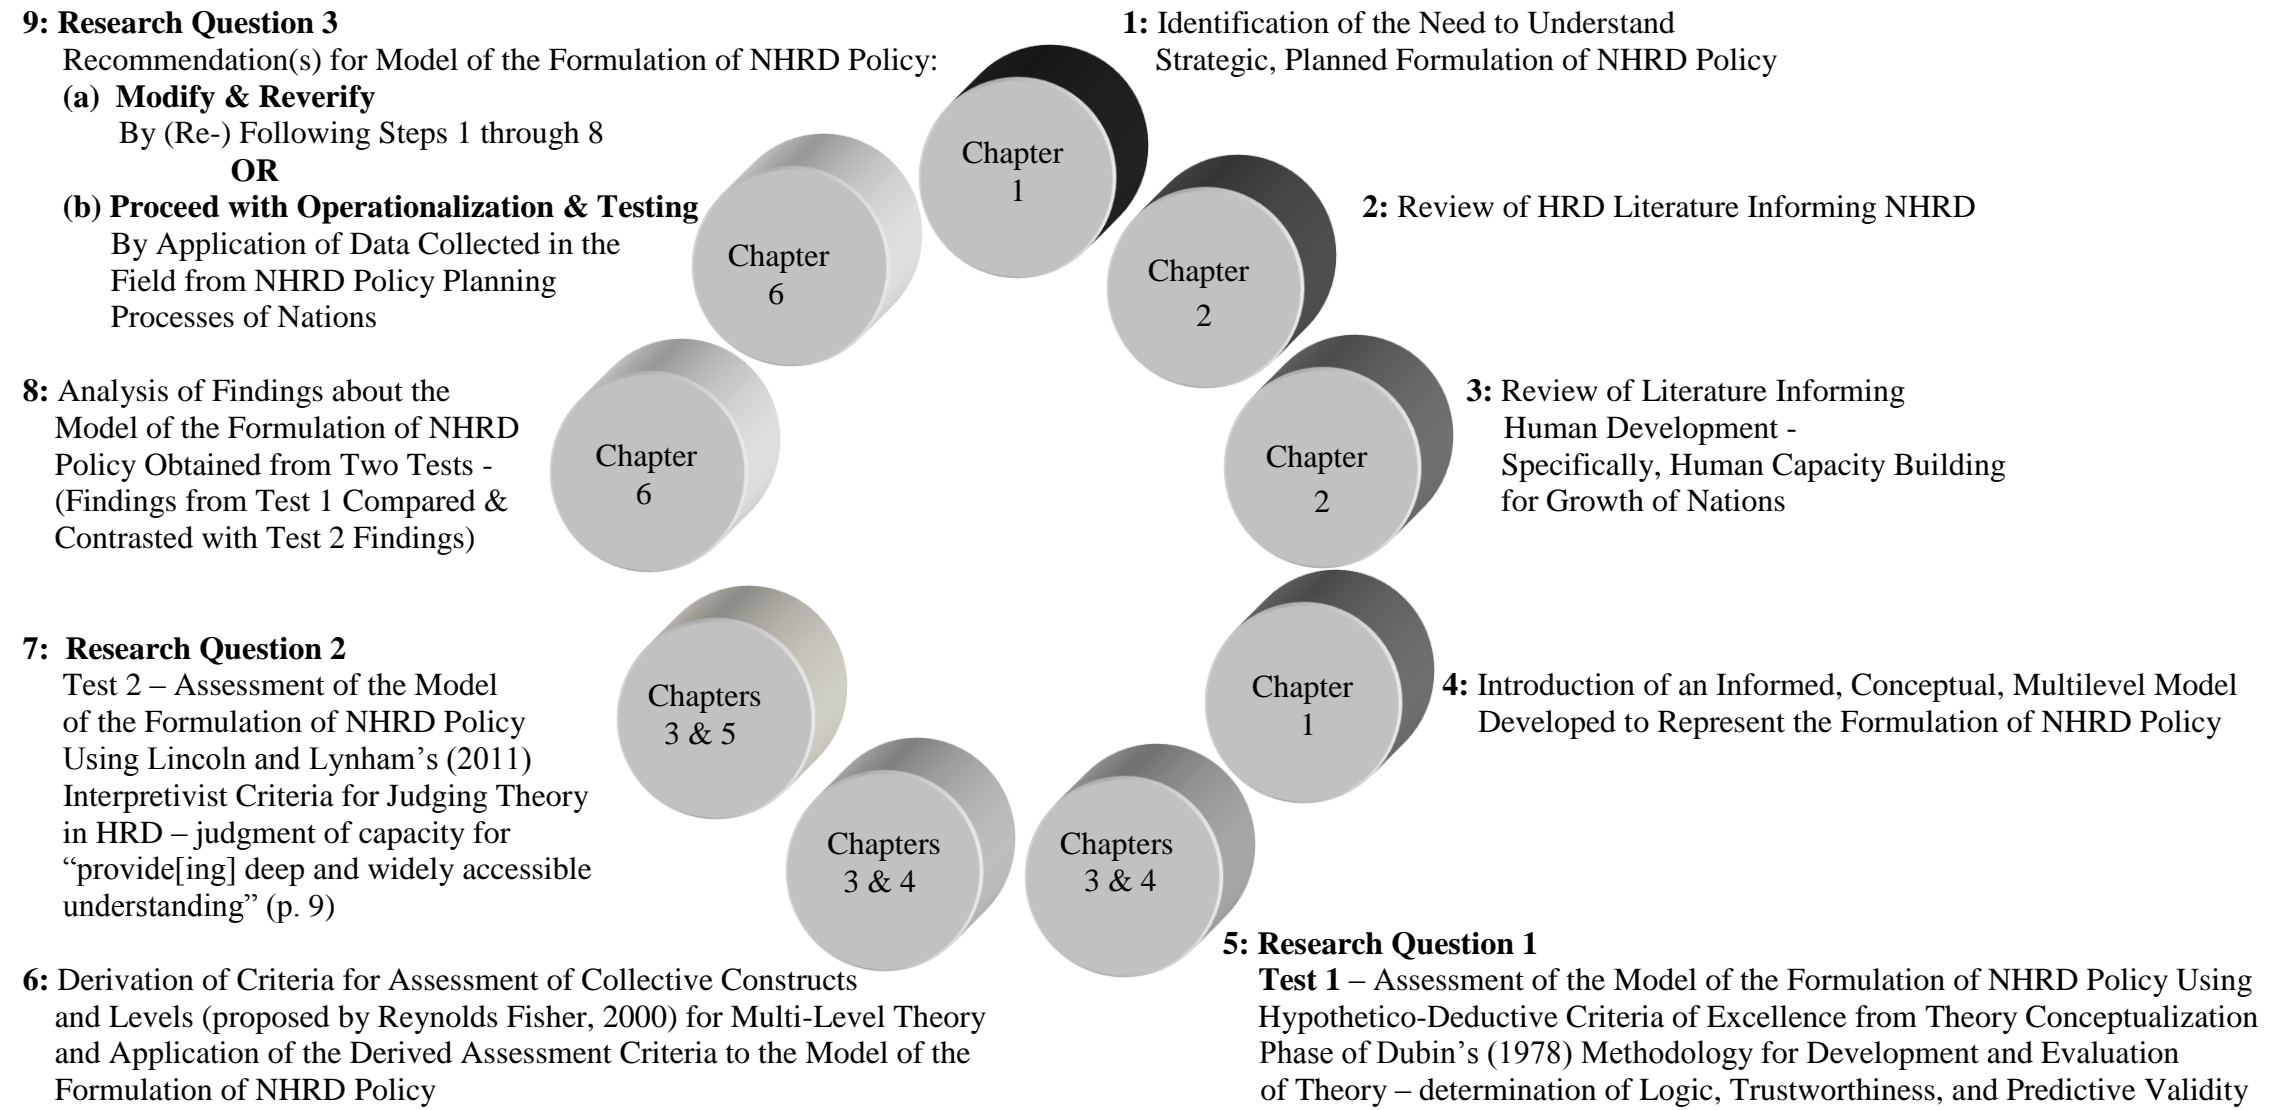 9: Research Question 3
Recommendation(s) for Model of the Formulation of NHRD Policy:
(a) Modify & Reverify
By (Re-) Following Steps 1 through 8
OR
(b) Proceed with Operationalization & Testing
By Application of Data Collected in the
Field from NHRD Policy Planning
Processes of Nations
1: Identification of the Need to Understand
Strategic, Planned Formulation of NHRD Policy
Chapter
1
2: Review of HRD Literature Informing NHRD
Chapter
2
Chapter
6
8: Analysis of Findings about the
Model of the Formulation of NHRD
Policy Obtained from Two Tests -
(Findings from Test 1 Compared &
Contrasted with Test 2 Findings)
Chapter
6
Chapter
2
3: Review of Literature Informing
Human Development -
Specifically, Human Capacity Building
for Growth of Nations
7: Research Question 2
Test 2 – Assessment of the Model
of the Formulation of NHRD Policy
Using Lincoln and Lynham’s (2011)
Interpretivist Criteria for Judging Theory
in HRD – judgment of capacity for
“provide[ing] deep and widely accessible
understanding” (p. 9)
Chapters
3 & 5
Chapter
1
4: Introduction of an Informed, Conceptual, Multilevel Model
Developed to Represent the Formulation of NHRD Policy
Chapters
3 & 4
Chapters
3 & 4
6: Derivation of Criteria for Assessment of Collective Constructs
and Levels (proposed by Reynolds Fisher, 2000) for Multi-Level Theory
and Application of the Derived Assessment Criteria to the Model of the
Formulation of NHRD Policy
5: Research Question 1
Test 1 – Assessment of the Model of the Formulation of NHRD Policy Using
Hypothetico-Deductive Criteria of Excellence from Theory Conceptualization
Phase of Dubin’s (1978) Methodology for Development and Evaluation
of Theory – determination of Logic, Trustworthiness, and Predictive Validity